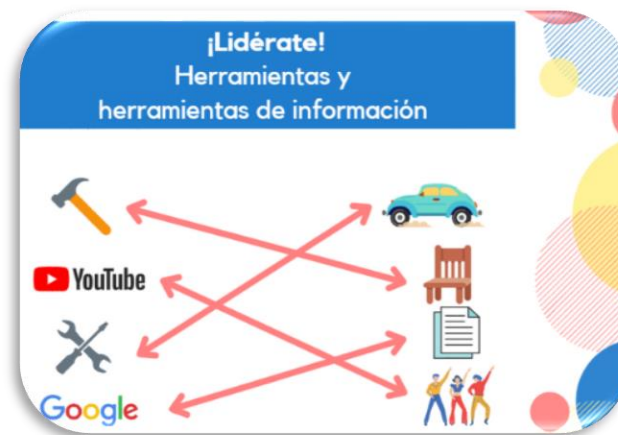 ¡Lidérate!
Herramientas y
herramientas de información
YouTube
Google